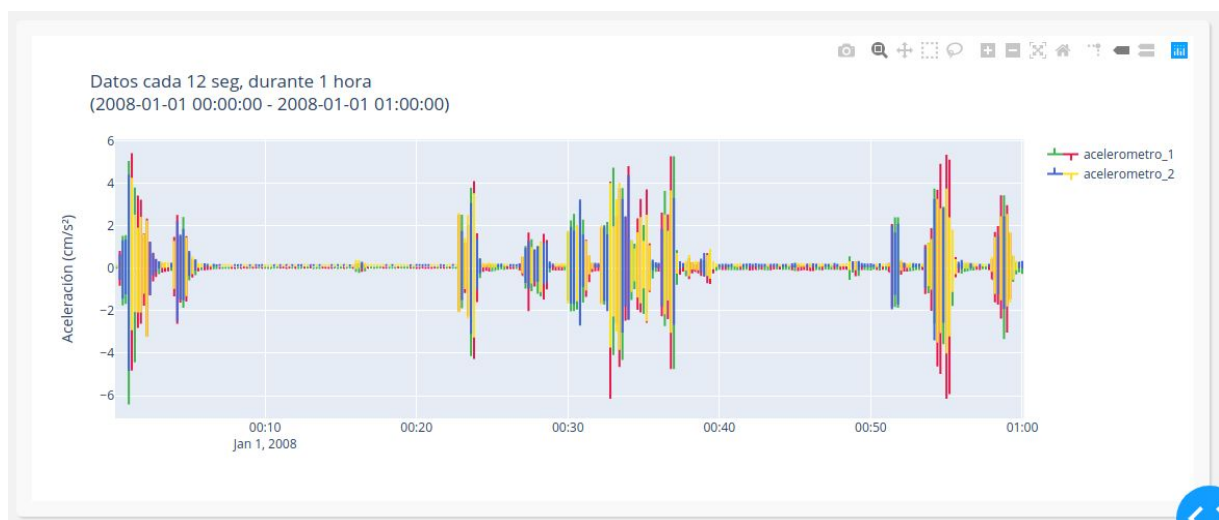 Datos cada 12 seg, durante 1 hora
(2008-01-01 00:00:00 - 2008-01-01 01:00:00)
Aceleración (cm/s²)
6
4
2
0
−2
−4
−6
00:10
Jan 1, 2008
00:20
00:30
00:40
00:50
01:00
acelerometro_1
acelerometro_2